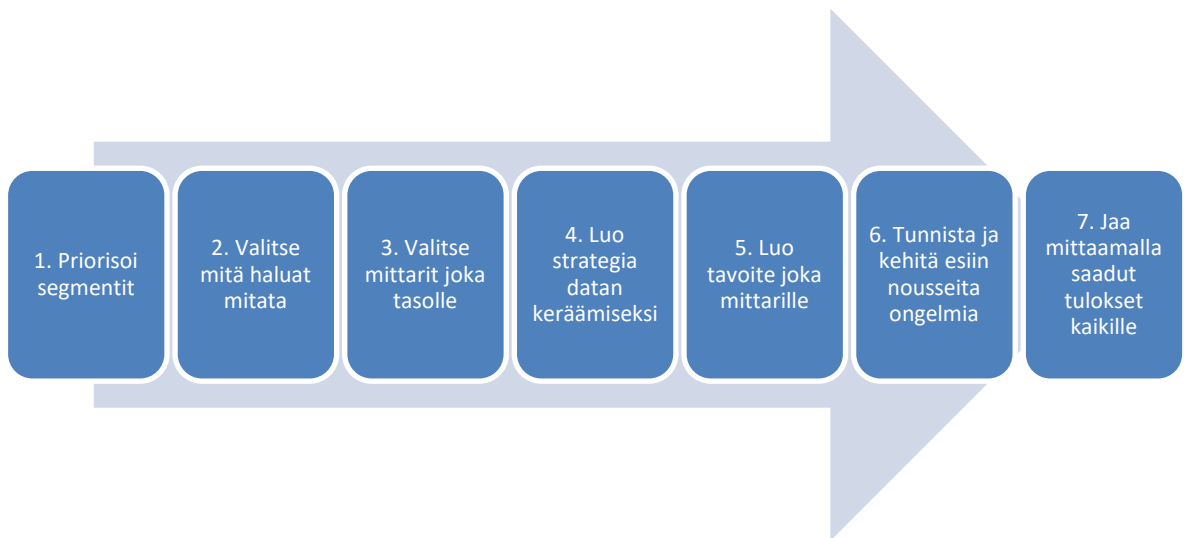 1. Priorisoi
segmentit
2. Valitse
mitä haluat
mitata
3. Valitse
mittarit joka
tasolle
4. Luo
strategia
datan
keräämiseksi
5. Luo
tavoite joka
mittarille
6. Tunnista ja
kehitä esiin
nousseita
ongelmia
7. Jaa
mittaamalla
saadut
tulokset
kaikille